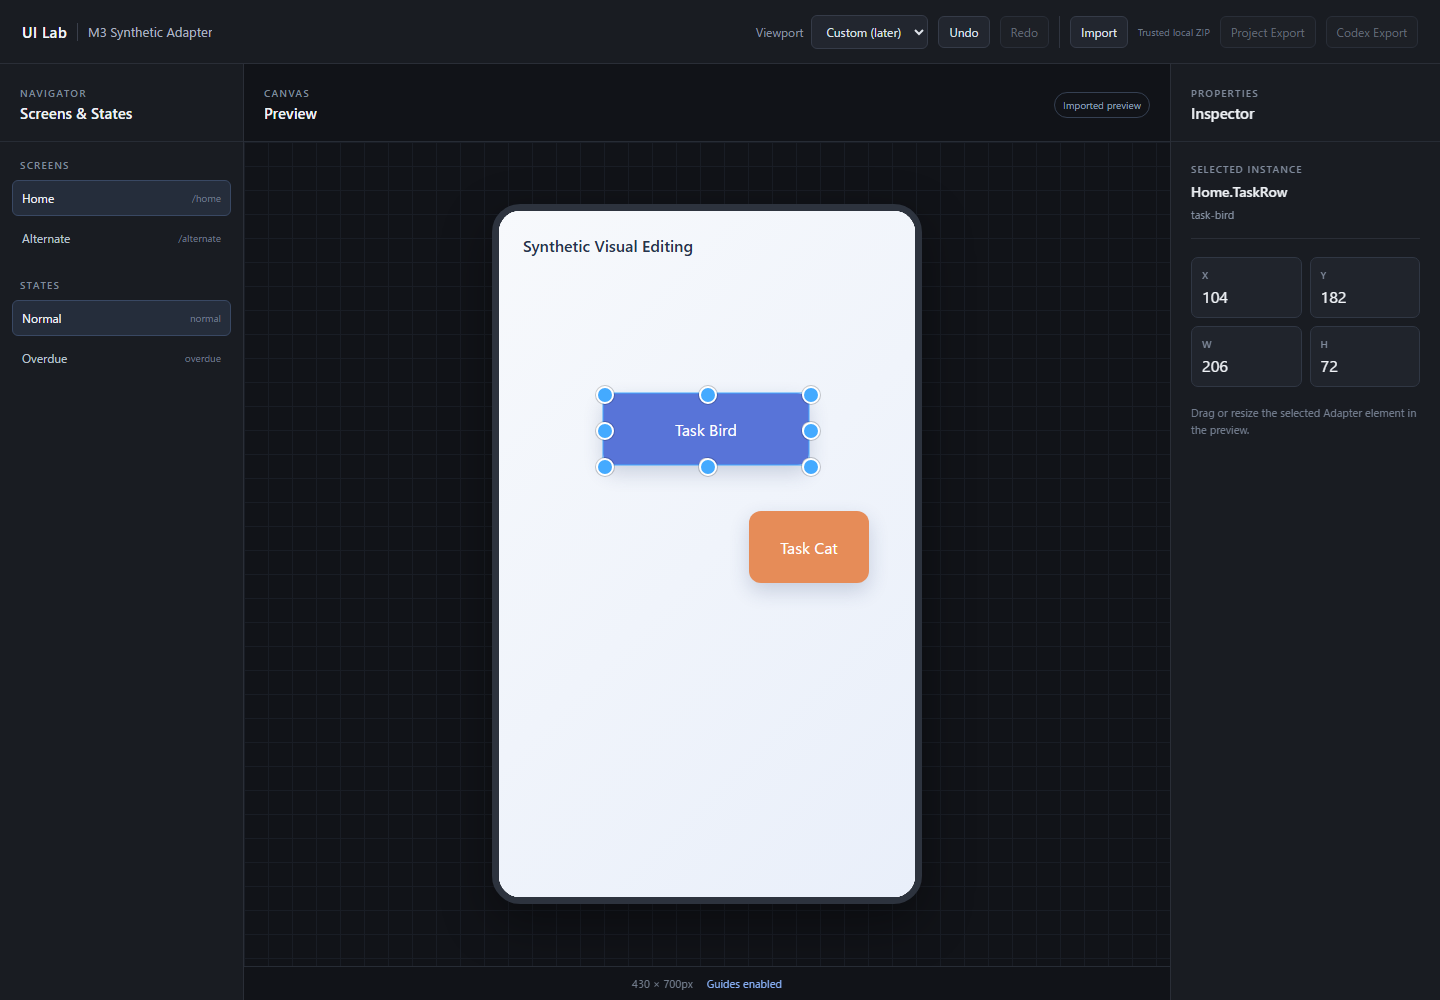 UI Lab
M3 Synthetic Adapter
Viewport
Custom (later)
Undo
Redo
Import
Trusted local ZIP
Project Export
Codex Export
NAVIGATOR
Screens & States
SCREENS
Home /home
Alternate /alternate
STATES
Normal normal
Overdue overdue
CANVAS
Preview
Imported preview
Synthetic Visual Editing
Task Bird
Task Cat
430 × 700px Guides enabled
PROPERTIES
Inspector
SELECTED INSTANCE
Home.TaskRow
task-bird
X
104
Y
182
W
206
H
72
Drag or resize the selected Adapter element in
the preview.